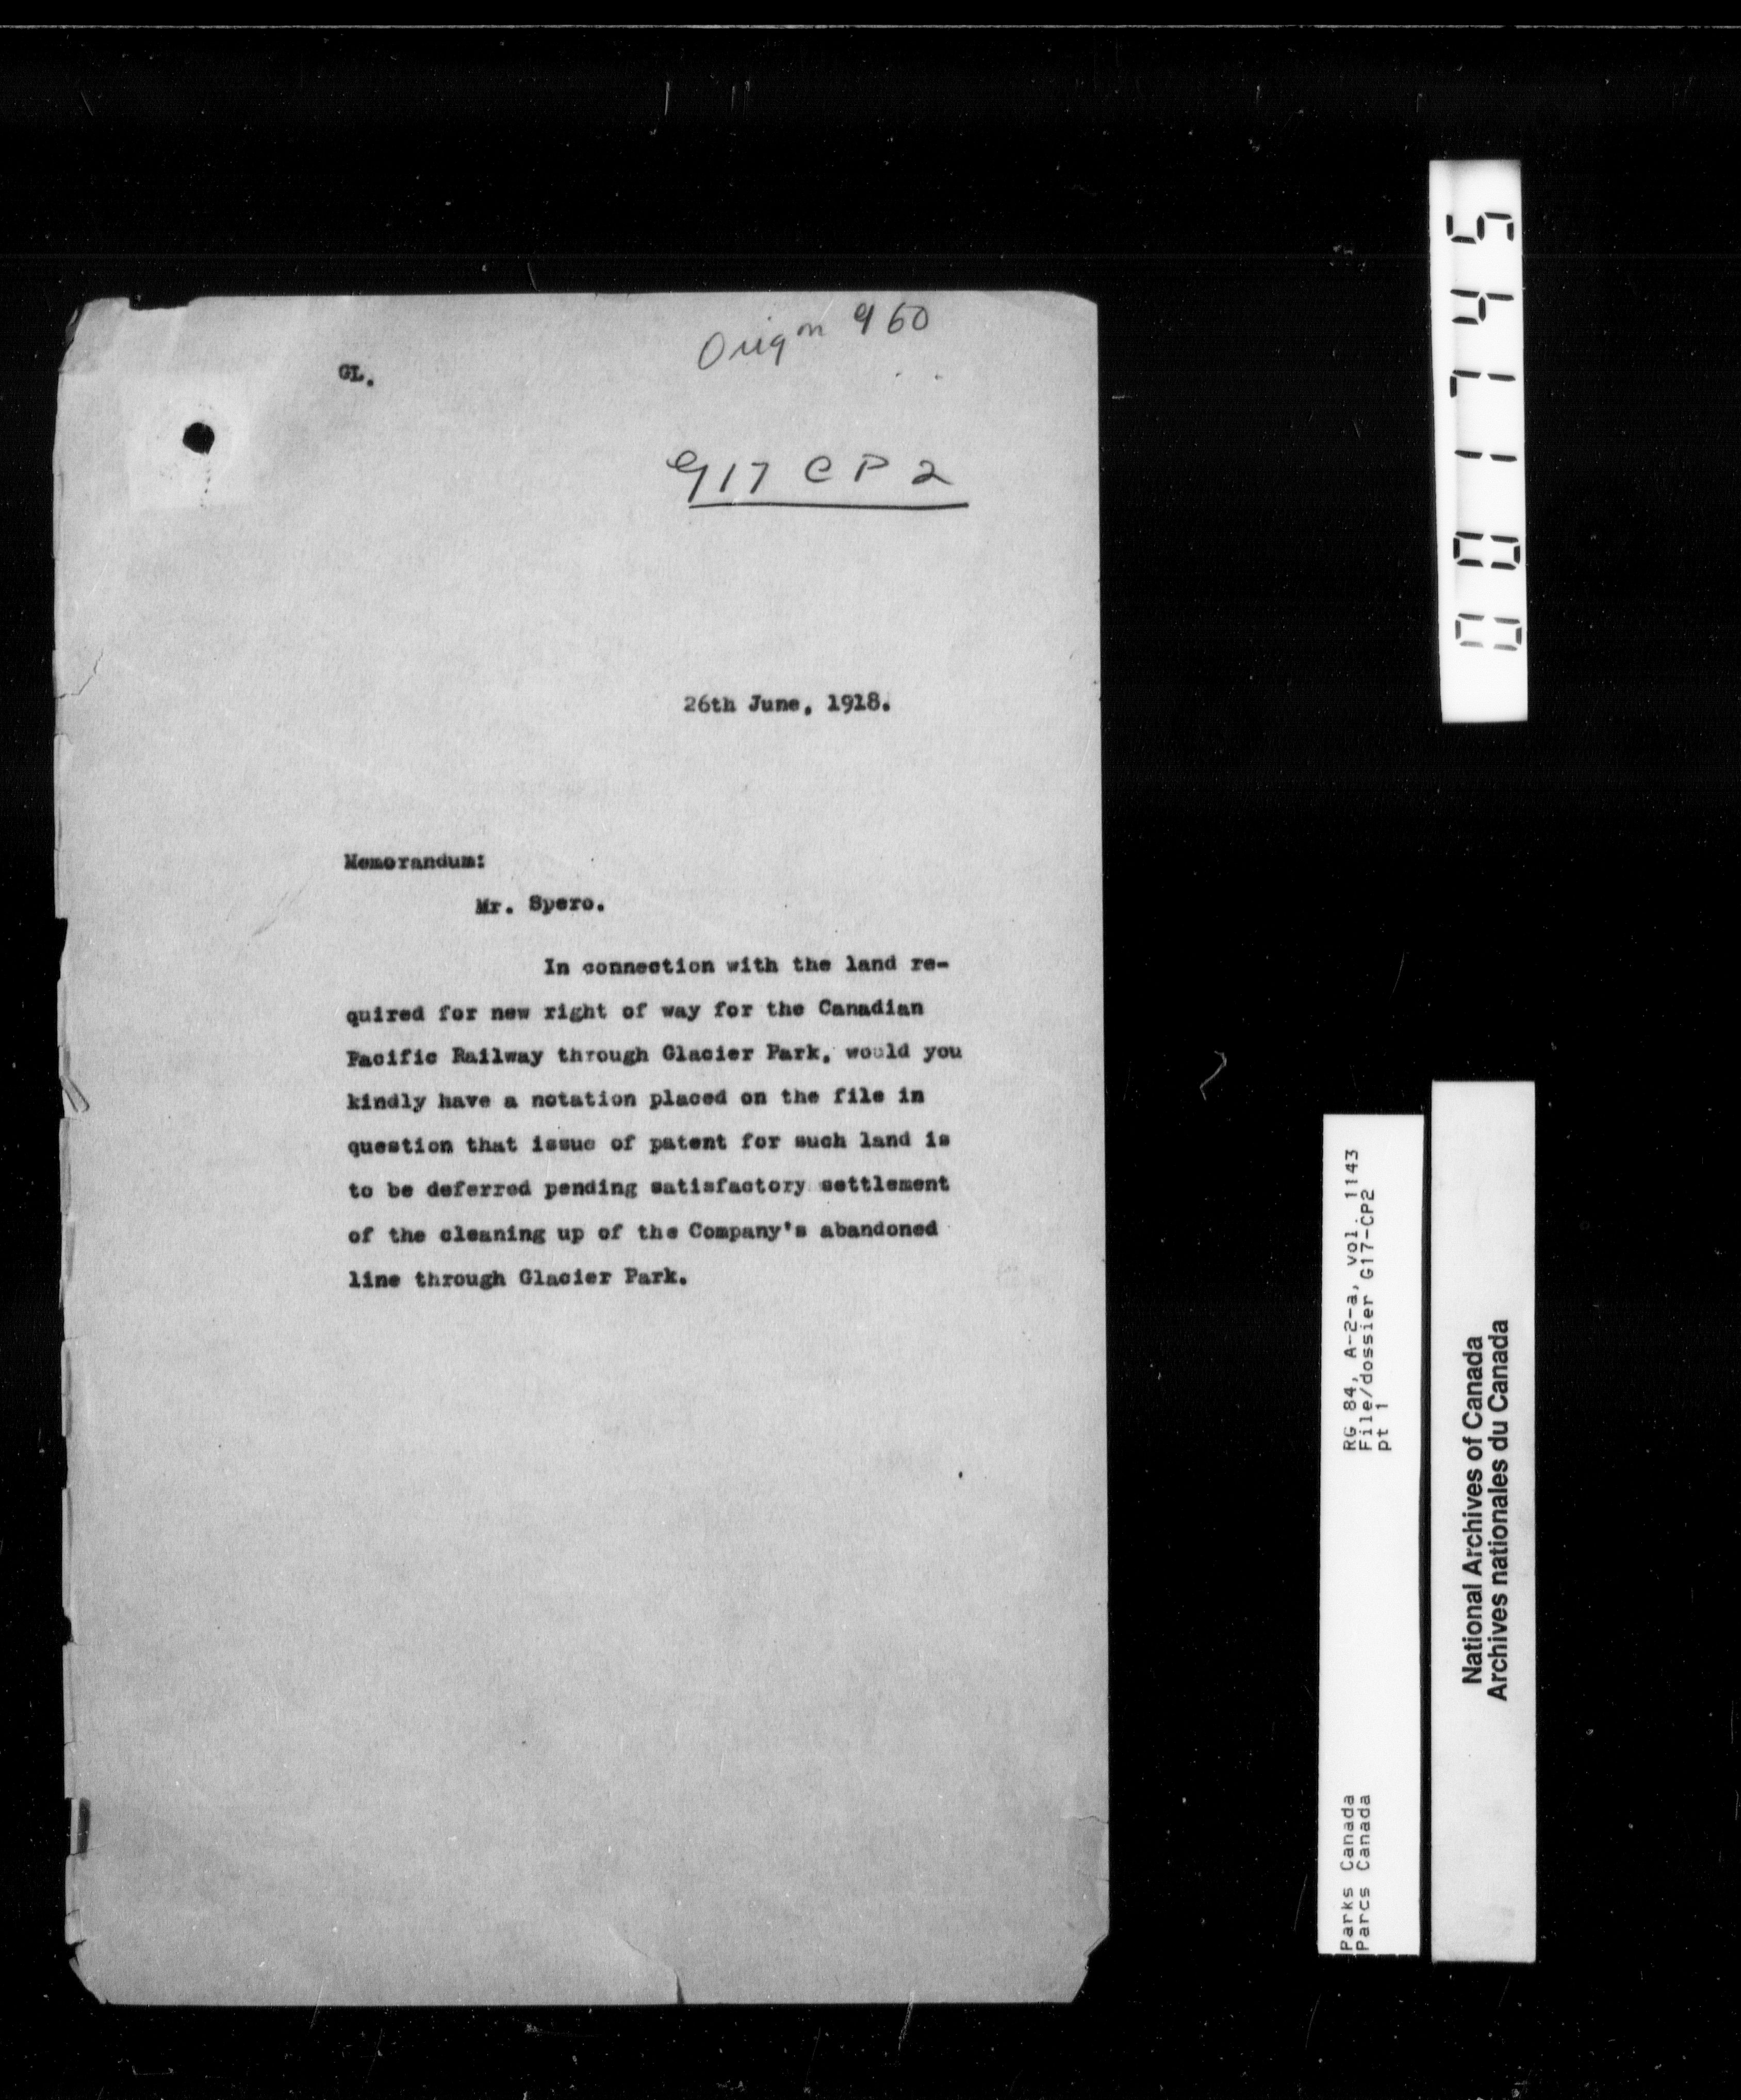 Orig on 960
GL.
G17 CP2
26th June, 1918.
Memorandum:
Mr. Spero.
In connection with the land re-
quired for new right of way for the Canadian
Pacific Railway through Glacier Park, would you
kindly have a notation placed on the file in
question that issue of patent for such land is
to be deferred pending satisfactory settlement
of the cleaning up of the Company's abandoned
line through Glacier Park.
001745
RG 84, A-2-a, vol. 1143
File/dossier G17-CP2
pt 1
Parks Canada
Parcs Canada
National Archives of Canada
Archives nationales du Canada